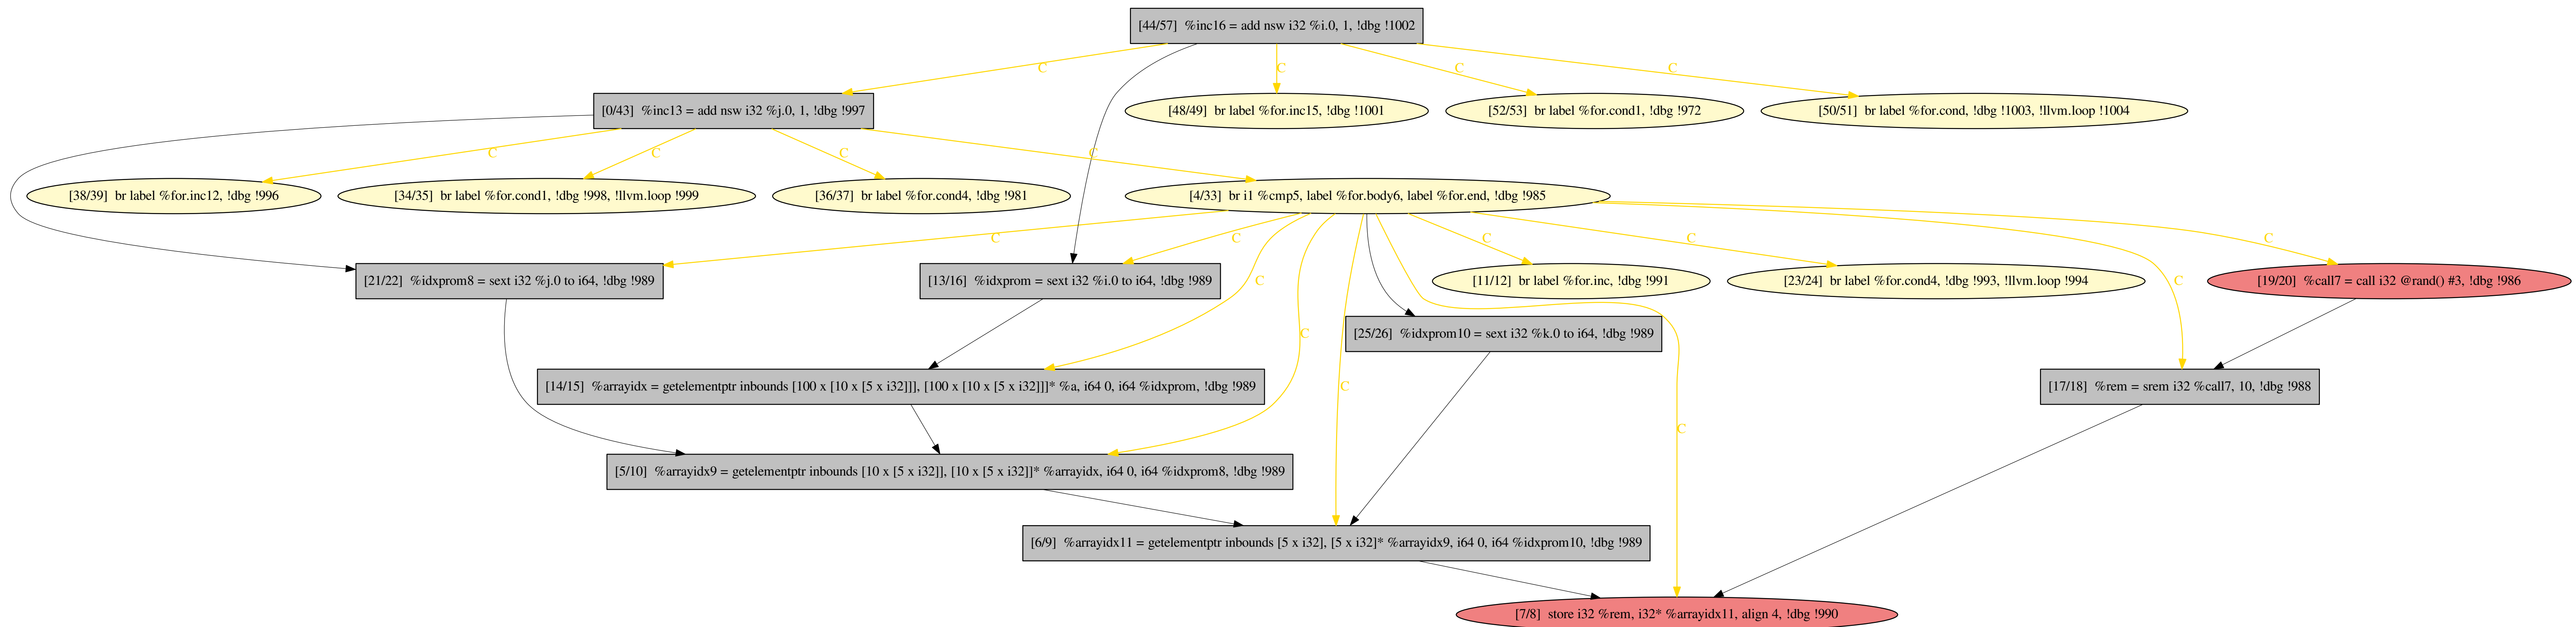 [44/57]  %inc16 = add nsw i32 %i.0, 1, !dbg !1002
C
C
C
C
[0/43]  %inc13 = add nsw i32 %j.0, 1, !dbg !997
[48/49]  br label %for.inc15, !dbg !1001
[52/53]  br label %for.cond1, !dbg !972
[50/51]  br label %for.cond, !dbg !1003, !llvm.loop !1004
C
C
C
C
[38/39]  br label %for.inc12, !dbg !996
[34/35]  br label %for.cond1, !dbg !998, !llvm.loop !999
[36/37]  br label %for.cond4, !dbg !981
[4/33]  br i1 %cmp5, label %for.body6, label %for.end, !dbg !985
C
C
C
C
C
[21/22]  %idxprom8 = sext i32 %j.0 to i64, !dbg !989
[13/16]  %idxprom = sext i32 %i.0 to i64, !dbg !989
C
[11/12]  br label %for.inc, !dbg !991
[23/24]  br label %for.cond4, !dbg !993, !llvm.loop !994
C
[19/20]  %call7 = call i32 @rand() #3, !dbg !986
C
[25/26]  %idxprom10 = sext i32 %k.0 to i64, !dbg !989
[14/15]  %arrayidx = getelementptr inbounds [100 x [10 x [5 x i32]]], [100 x [10 x [5 x i32]]]* %a, i64 0, i64 %idxprom, !dbg !989
C
[17/18]  %rem = srem i32 %call7, 10, !dbg !988
C
[5/10]  %arrayidx9 = getelementptr inbounds [10 x [5 x i32]], [10 x [5 x i32]]* %arrayidx, i64 0, i64 %idxprom8, !dbg !989
[6/9]  %arrayidx11 = getelementptr inbounds [5 x i32], [5 x i32]* %arrayidx9, i64 0, i64 %idxprom10, !dbg !989
[7/8]  store i32 %rem, i32* %arrayidx11, align 4, !dbg !990